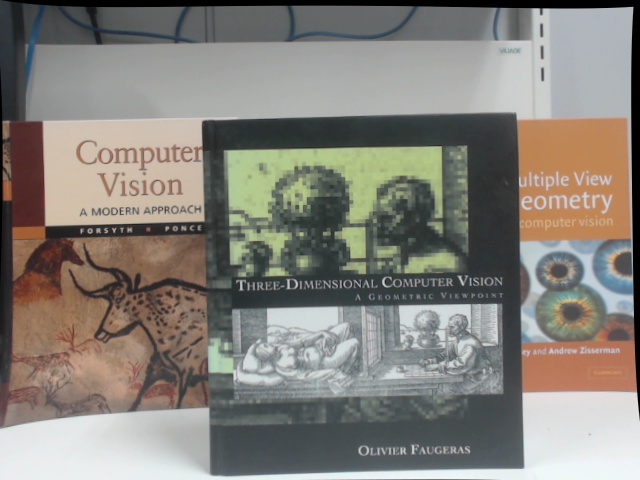 Computer
Vision
A MODERN APPROACH
FORSYTH ■ PONCE
THREE-DIMENSIONAL COMPUTER VISION
A GEOMETRIC VIEWPOINT
OLIVIER FAUGERAS
ultiple View
eometry
computer vision
ley and Andrew Zisserman